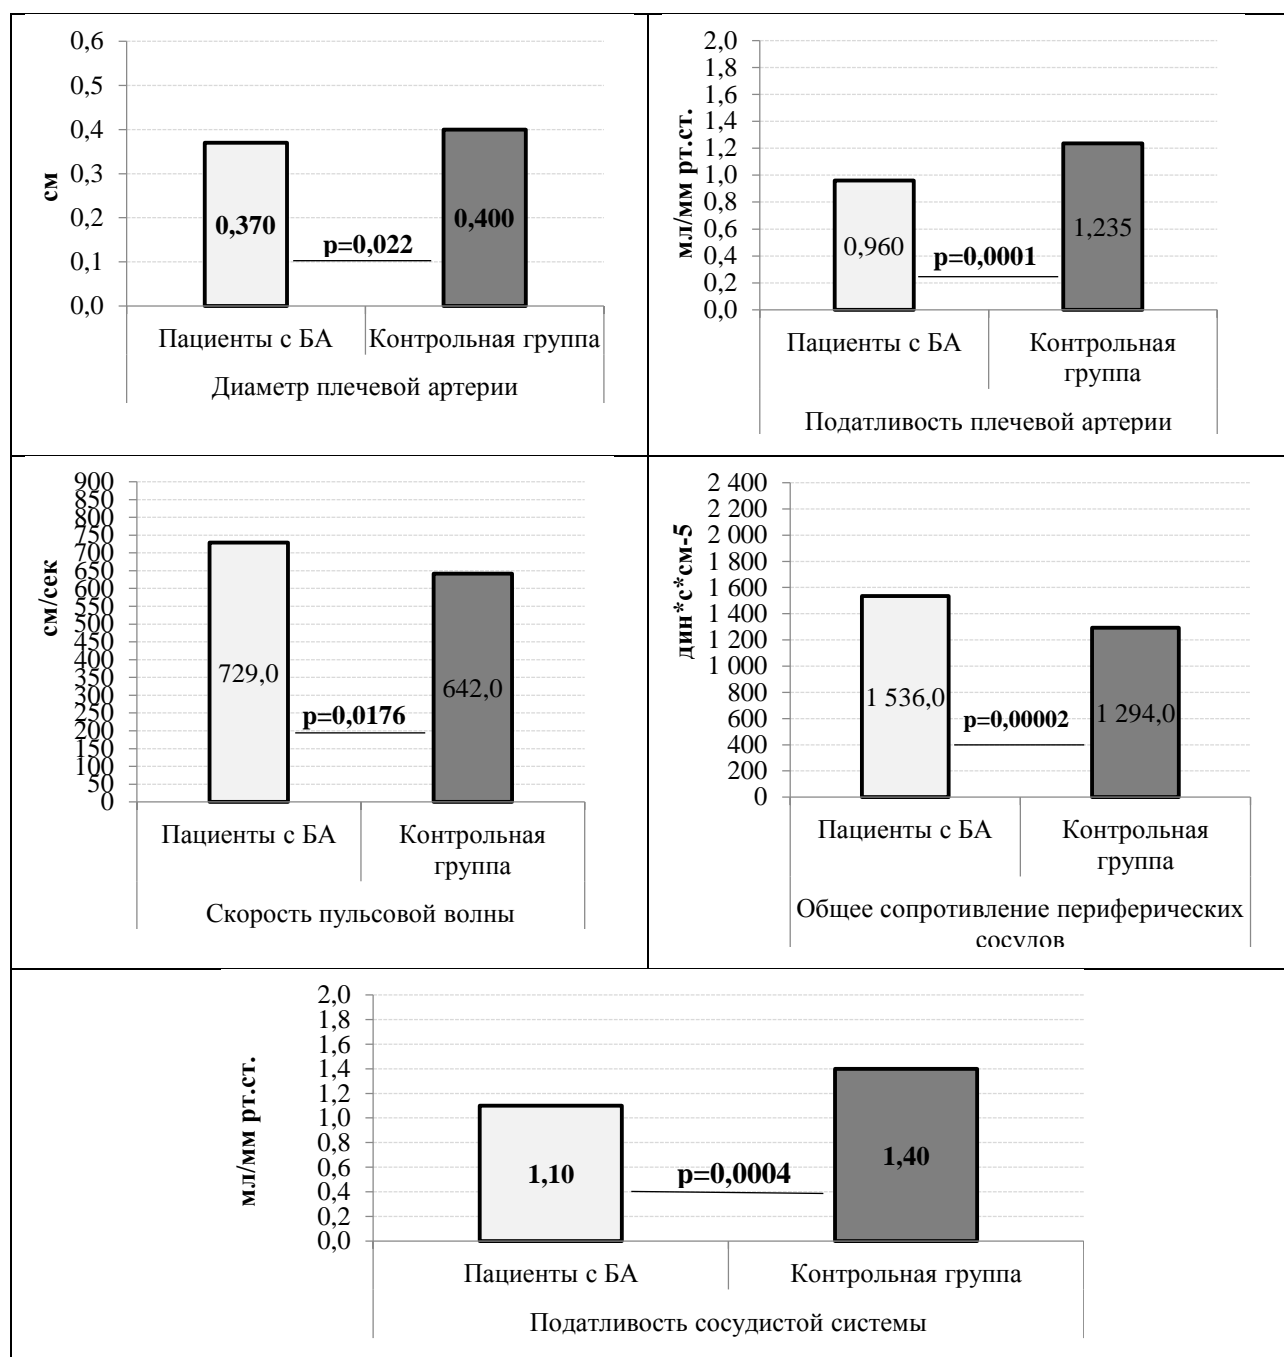 0,6
0,5
0,4
0,3
0,2
0,1
0,0
см
0,370
p=0,022
0,400
Пациенты с БА
Контрольная группа
Диаметр плечевой артерии
2,0
1,8
1,6
1,4
1,2
1,0
0,8
0,6
0,4
0,2
0,0
мл/мм рт.ст.
0,960
p=0,0001
1,235
Пациенты с БА
Контрольная
группа
Податливость плечевой артерии
900
850
800
750
700
650
600
550
500
450
400
350
300
250
200
150
100
50
0
см/сек
729,0
p=0,0176
642,0
Пациенты с БА
Контрольная
группа
Скорость пульсовой волны
2 400
2 200
2 000
1 800
1 600
1 400
1 200
1 000
800
600
400
200
0
дин*с*см-5
1 536,0
p=0,00002
1 294,0
Пациенты с БА
Контрольная
группа
Общее сопротивление периферических
сосудов
2,0
1,8
1,6
1,4
1,2
1,0
0,8
0,6
0,4
0,2
0,0
мл/мм рт.ст.
1,10
p=0,0004
1,40
Пациенты с БА
Контрольная группа
Податливость сосудистой системы